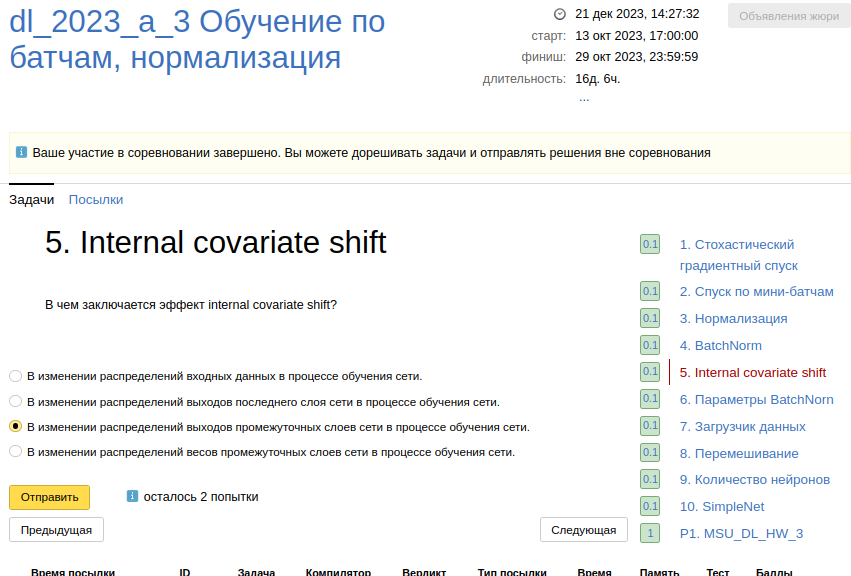 dl_2023_a_3 Обучение по
батчам, нормализация
21 дек 2023, 14:27:32
старт: 13 окт 2023, 17:00:00
финиш: 29 окт 2023, 23:59:59
длительность: 16д. 6ч.
...
Объявления жюри
Ваше участие в соревновании завершено. Вы можете дорешивать задачи и отправлять решения вне соревнования
Задачи Посылки
5. Internal covariate shift
В чем заключается эффект internal covariate shift?
В изменении распределений входных данных в процессе обучения сети.
В изменении распределений выходов последнего слоя сети в процессе обучения сети.
В изменении распределений выходов промежуточных слоев сети в процессе обучения сети.
В изменении распределений весов промежуточных слоев сети в процессе обучения сети.
Отправить осталось 2 попытки
Предыдущая Следующая
0.1 1. Стохастический
градиентный спуск
0.1 2. Спуск по мини-батчам
0.1 3. Нормализация
0.1 4. BatchNorm
0.1 5. Internal covariate shift
0.1 6. Параметры BatchNorn
0.1 7. Загрузчик данных
0.1 8. Перемешивание
0.1 9. Количество нейронов
0.1 10. SimpleNet
1 P1. MSU_DL_HW_3
Время посылки ID Задача Компилятор Вердикт Тип посылки Время Память Тест Баллы